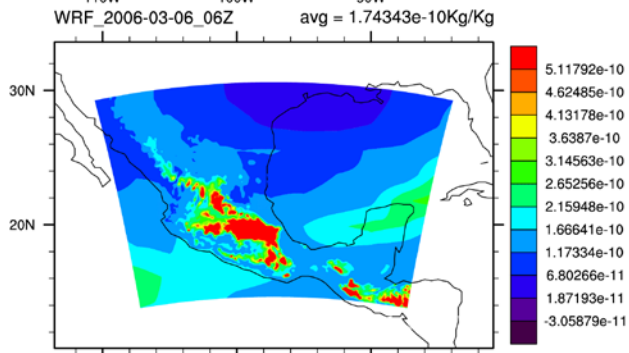 WRF_2006-03-06_06Z avg = 1.74343e-10Kg/Kg
30N
20N
5.11792e-10
4.62485e-10
4.13178e-10
3.6387e-10
3.14563e-10
2.65256e-10
2.15948e-10
1.66641e-10
1.17334e-10
6.80266e-11
1.87193e-11
-3.05879e-11